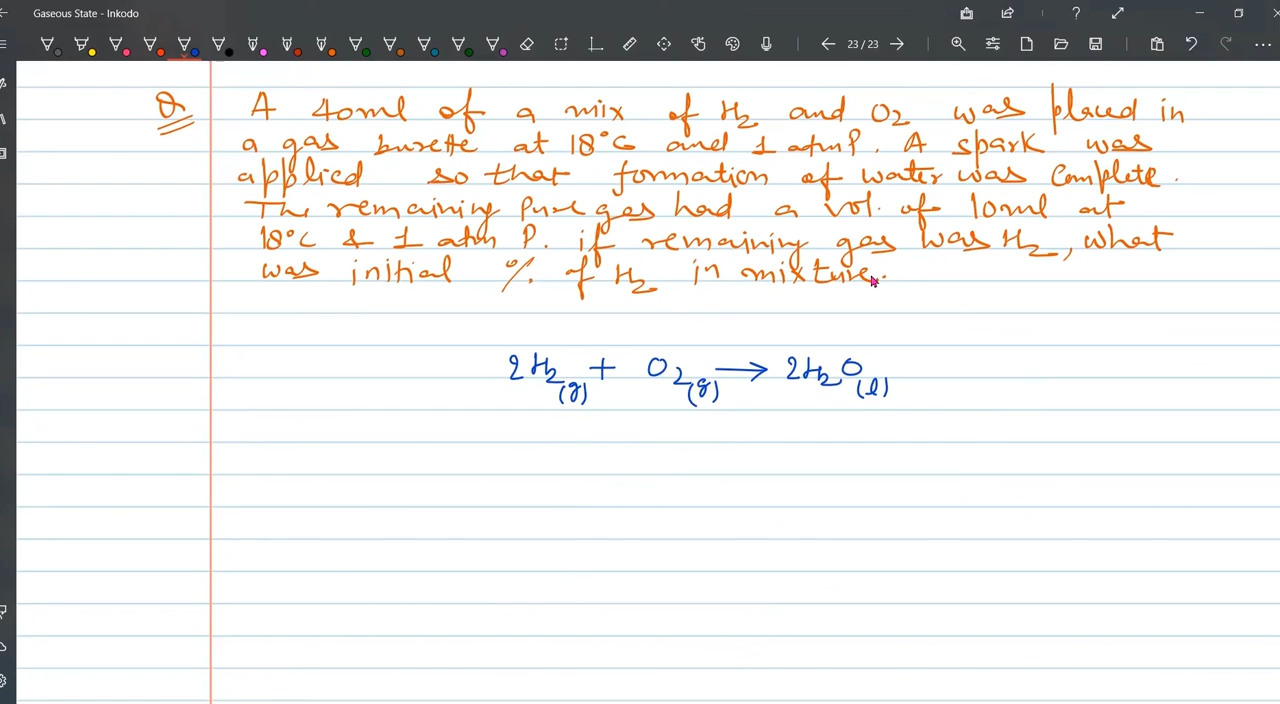 Gaseous State - Inkodo
23/23
Q A 40ml of a mix of H2 and O2 was placed in
a gas burette at 18°C and 1 atm P. A spark was
applied so that formation of water was complete.
The remaining pure gas had a vol. of 10ml at
18°C & 1 atm P. if remaining gas was H2, what
was initial % of H2 in mixture.
2H2(g) + O2(g) → 2H2O(l)